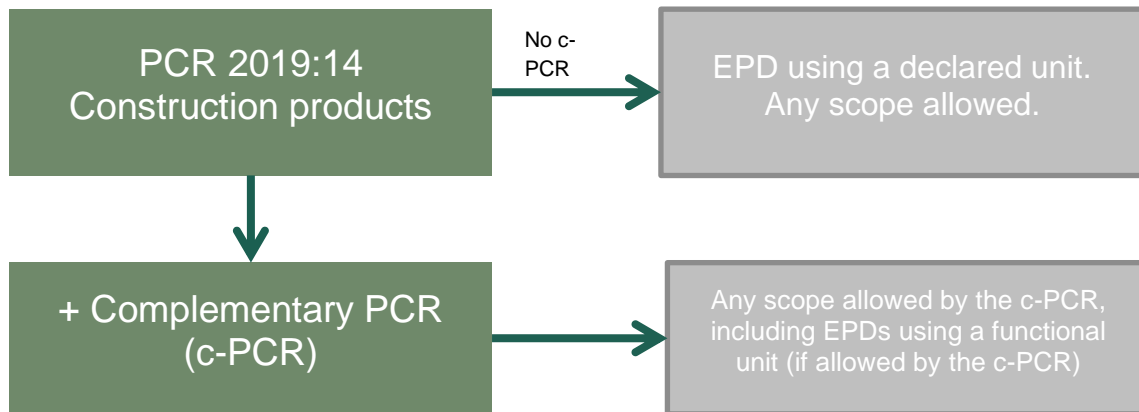 PCR 2019:14
Construction products
No c-
PCR
EPD using a declared unit.
Any scope allowed.
+ Complementary PCR
(c-PCR)
Any scope allowed by the c-PCR,
including EPDs using a functional
unit (if allowed by the c-PCR)